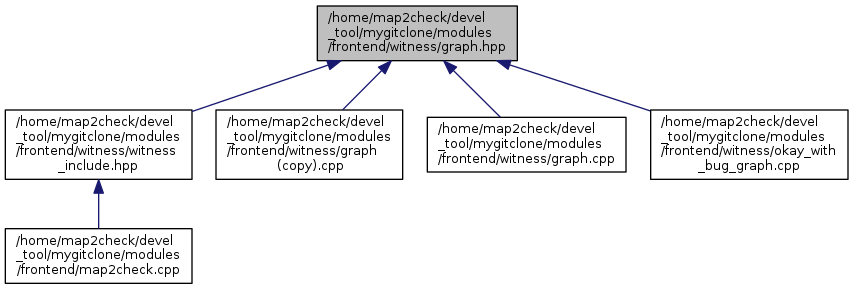 /home/map2check/devel
_tool/mygitclone/modules
/frontend/witness/graph.hpp
/home/map2check/devel
_tool/mygitclone/modules
/frontend/witness/witness
_include.hpp
/home/map2check/devel
_tool/mygitclone/modules
/frontend/witness/graph
(copy).cpp
/home/map2check/devel
_tool/mygitclone/modules
/frontend/witness/graph.cpp
/home/map2check/devel
_tool/mygitclone/modules
/frontend/witness/okay_with
_bug_graph.cpp
/home/map2check/devel
_tool/mygitclone/modules
/frontend/map2check.cpp